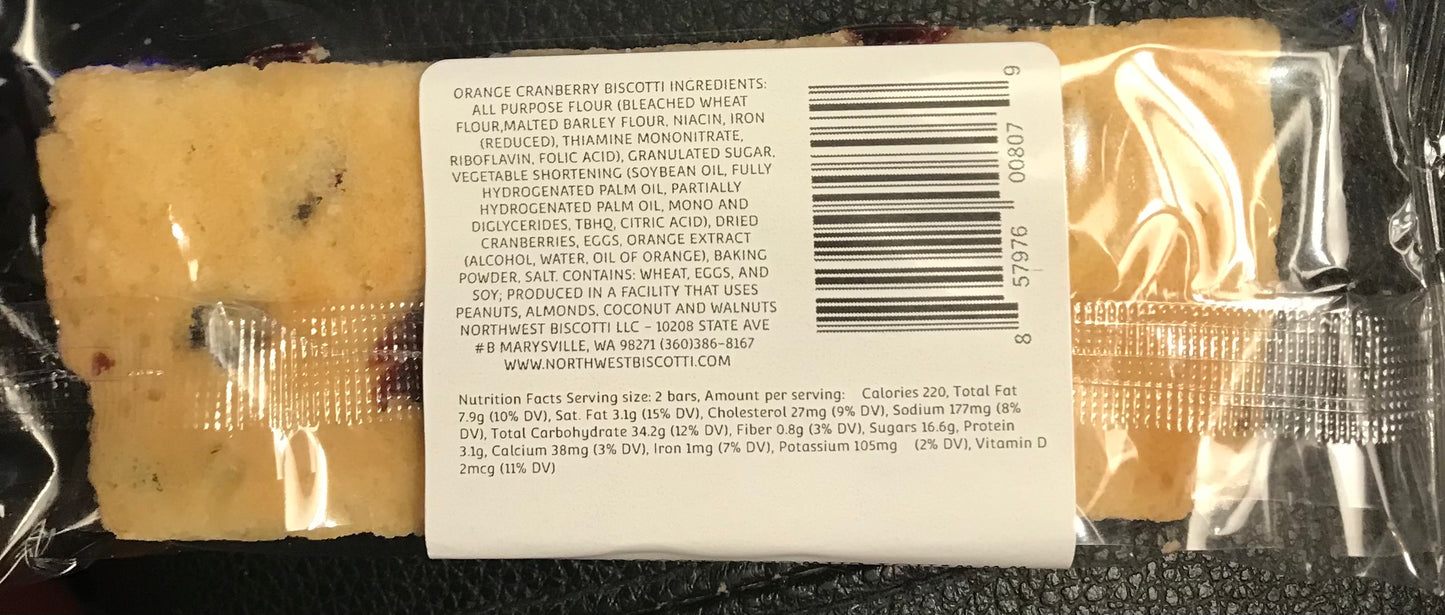 ORANGE CRANBERRY BISCOTTI INGREDIENTS:
ALL PURPOSE FLOUR (BLEACHED WHEAT
FLOUR,MALTED BARLEY FLOUR, NIACIN, IRON
(REDUCED), THIAMINE MONONITRATE,
RIBOFLAVIN, FOLIC ACID), GRANULATED SUGAR,
VEGETABLE SHORTENING (SOYBEAN OIL, FULLY
HYDROGENATED PALM OIL, PARTIALLY
HYDROGENATED PALM OIL, MONO AND
DIGLYCERIDES, TBHQ, CITRIC ACID), DRIED
CRANBERRIES, EGGS, ORANGE EXTRACT
(ALCOHOL, WATER, OIL OF ORANGE), BAKING
POWDER, SALT. CONTAINS: WHEAT, EGGS, AND
SOY; PRODUCED IN A FACILITY THAT USES
PEANUTS, ALMONDS, COCONUT AND WALNUTS
NORTHWEST BISCOTTI LLC – 10208 STATE AVE
#B MARYSVILLE, WA 98271 (360)386-8167
WWW.NORTHWESTBISCOTTI.COM
8 57976 00807 9
Nutrition Facts Serving size: 2 bars, Amount per serving: Calories 220, Total Fat
7.9g (10% DV), Sat. Fat 3.1g (15% DV), Cholesterol 27mg (9% DV), Sodium 177mg (8%
DV), Total Carbohydrate 34.2g (12% DV), Fiber 0.8g (3% DV), Sugars 16.6g, Protein
3.1g, Calcium 38mg (3% DV), Iron 1mg (7% DV), Potassium 105mg (2% DV), Vitamin D
2mcg (11% DV)